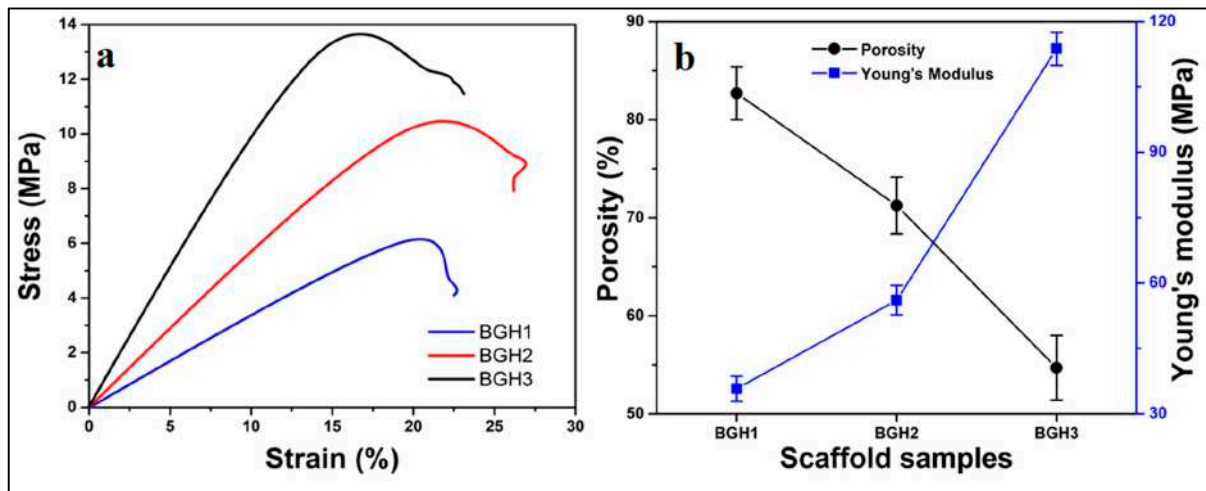 a
Stress (MPa)
14
12
10
8
6
4
2
0
0 5 10 15 20 25 30
Strain (%)
BGH1
BGH2
BGH3
b
Porosity (%)
90
80
70
60
50
Porosity
Young's Modulus
120
90
60
30
Young's modulus (MPa)
BGH1 BGH2 BGH3
Scaffold samples